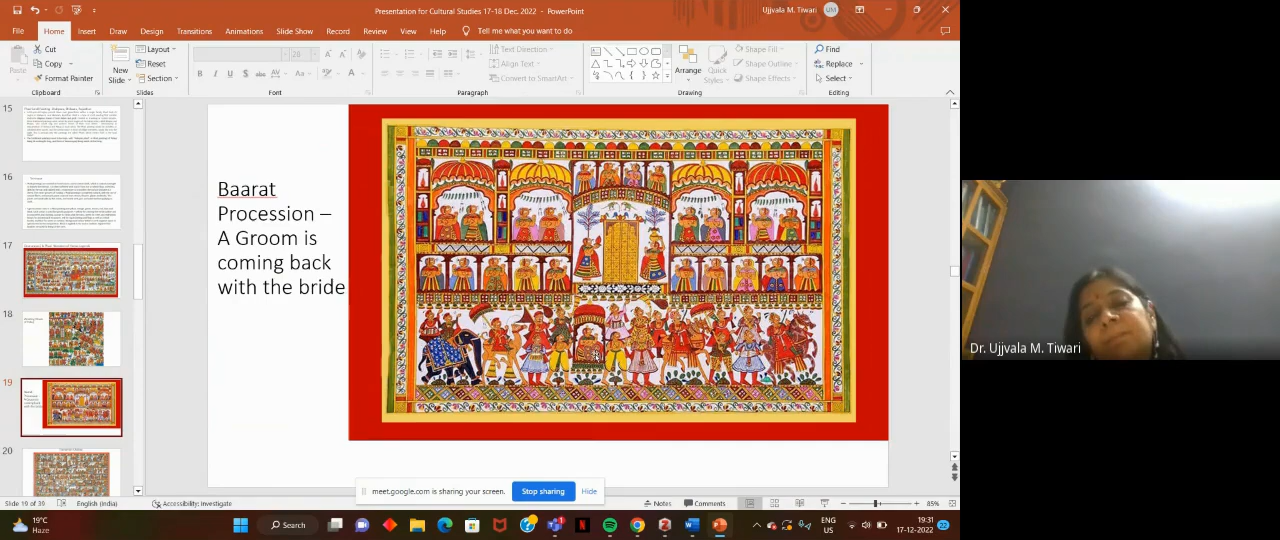 Presentation for Cultural Studies 17-18 Dec. 2022 - PowerPoint
Ujjvala M. Tiwari
UM
File
Home
Insert
Draw
Design
Transitions
Animations
Slide Show
Record
Review
View
Help
Tell me what you want to do
Paste
Cut
Copy
Format Painter
Clipboard
New
Slide
Layout
Reset
Section
Slides
28
Font
Text Direction
Align Text
Convert to SmartArt
Paragraph
Arrange
Quick
Styles
Shape Fill
Shape Outline
Shape Effects
Drawing
Find
Replace
Select
Editing
15
16
17
18
19
20
Baarat
Procession –
A Groom is
coming back
with the bride
Dr. Ujjvala M. Tiwari
meet.google.com is sharing your screen.
Stop sharing
Hide
Slide 19 of 39
English (India)
Accessibility: Investigate
Notes
Comments
85%
19°C
Haze
Search
ENG
US
19:31
17-12-2022
22